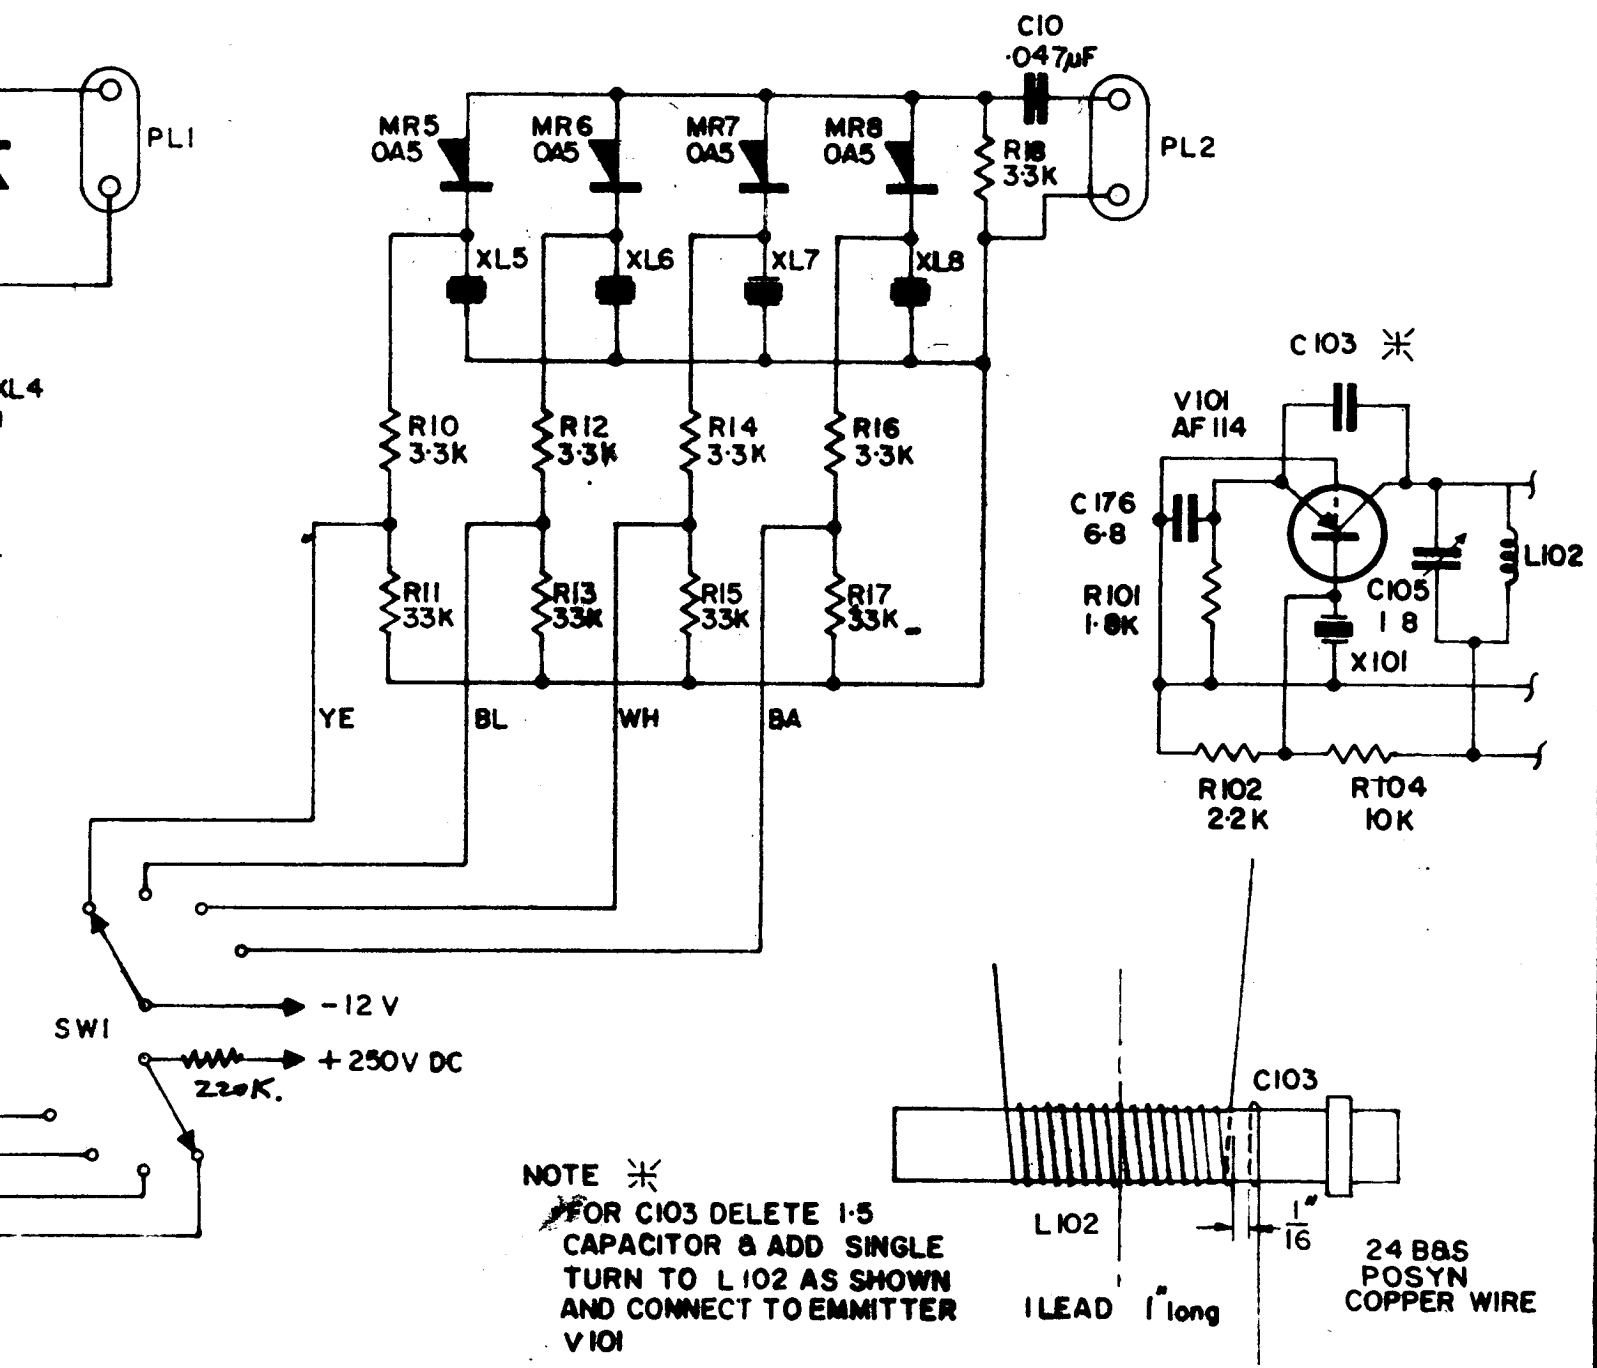 C10
.047µF
PL1
MR5
OA5
MR6
OA5
MR7
OA5
MR8
OA5
R18
3.3K
PL2
XL5
XL6
XL7
XL8
XL4
C103 ※
V101
AF114
R10
3.3K
R12
3.3K
R14
3.3K
R16
3.3K
C176
6.8
L102
C105
18
R11
33K
R13
33K
R15
33K
R17
33K
R101
1.8K
X101
YE
BL
WH
BA
R102
2.2K
R104
10K
SW1
-12V
+250V DC
220K.
C103
L102
1"
16
NOTE ※
FOR C103 DELETE 1.5
CAPACITOR & ADD SINGLE
TURN TO L102 AS SHOWN
AND CONNECT TO EMMITTER
V101
1 LEAD 1" long
24 B&S
POSYN
COPPER WIRE